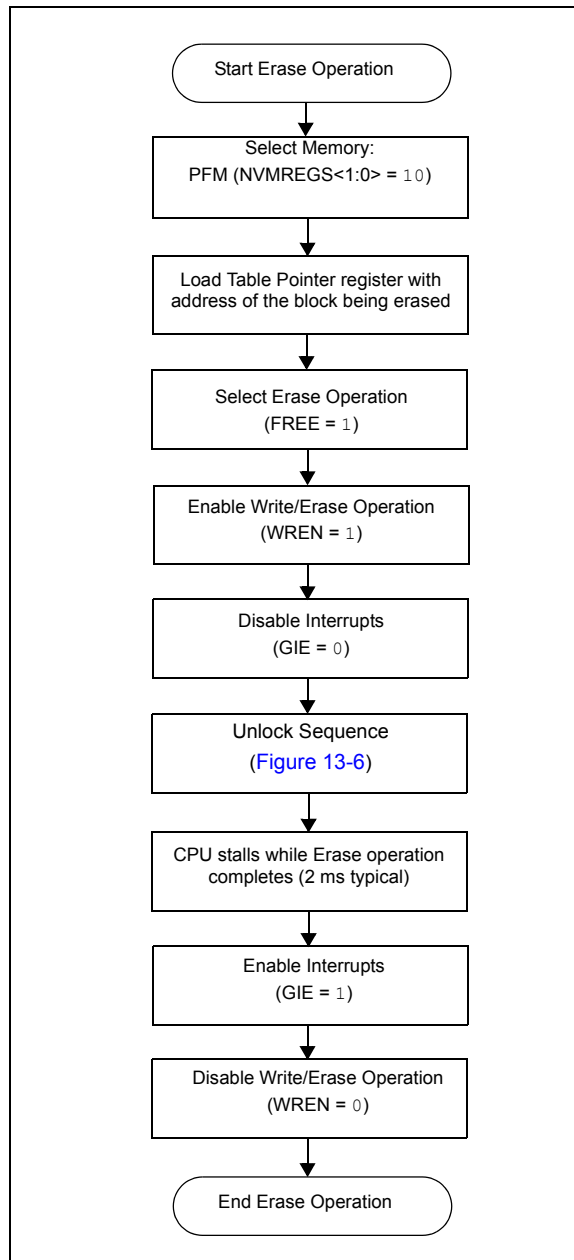 Start Erase Operation
Select Memory:
PFM (NVMREGS<1:0> = 10)
Load Table Pointer register with
address of the block being erased
Select Erase Operation
(FREE = 1)
Enable Write/Erase Operation
(WREN = 1)
Disable Interrupts
(GIE = 0)
Unlock Sequence
(Figure 13-6)
CPU stalls while Erase operation
completes (2 ms typical)
Enable Interrupts
(GIE = 1)
Disable Write/Erase Operation
(WREN = 0)
End Erase Operation